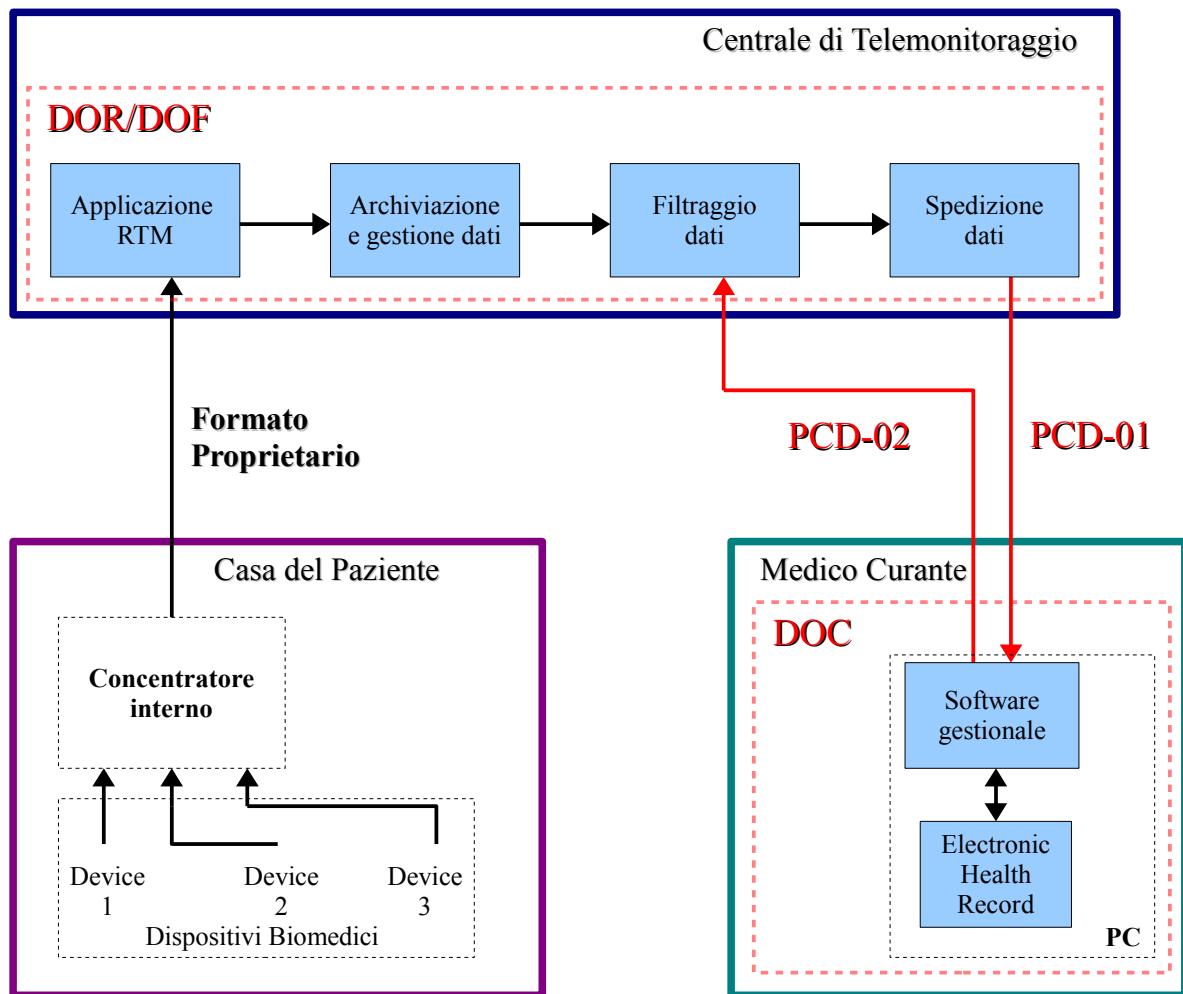 Centrale di Telemonitoraggio
DOR/DOF
Applicazione
RTM
Archiviazione
e gestione dati
Filtraggio
dati
Spedizione
dati
Formato
Proprietario
PCD-02
PCD-01
Casa del Paziente
Concentratore
interno
Device
1
Device
2
Device
3
Dispositivi Biomedici
Medico Curante
DOC
Software
gestionale
Electronic
Health
Record
PC